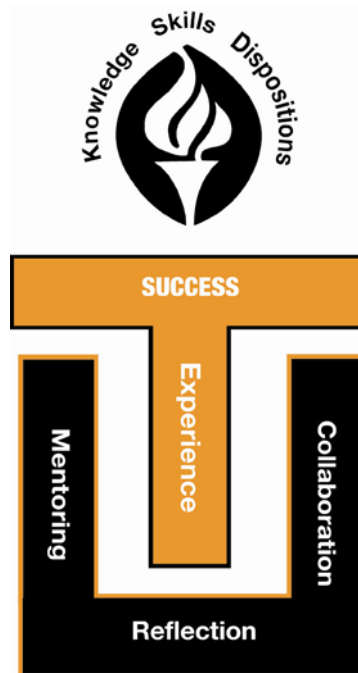 Knowledge Skills Dispositions
SUCCESS
Experience
Mentoring
Collaboration
Reflection